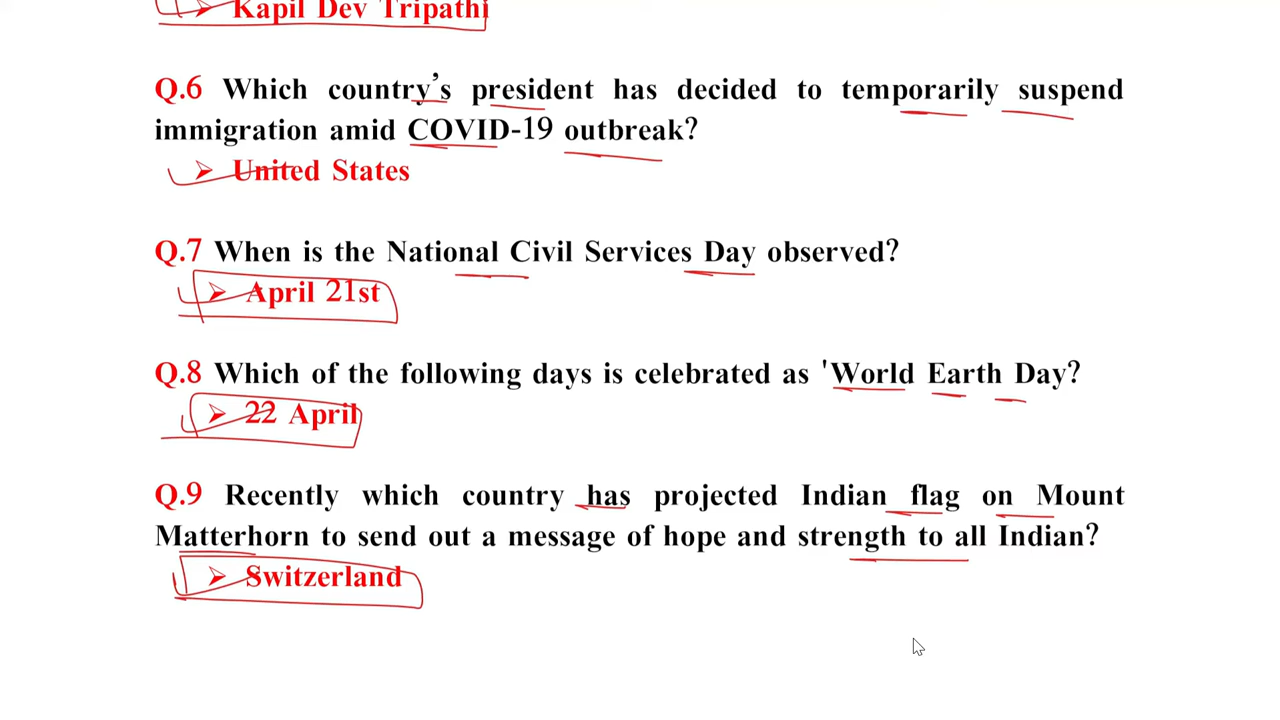 ➢ Kapil Dev Tripathi
Q.6 Which country's president has decided to temporarily suspend
immigration amid COVID-19 outbreak?
➢ United States
Q.7 When is the National Civil Services Day observed?
➢ April 21st
Q.8 Which of the following days is celebrated as 'World Earth Day?
➢ 22 April
Q.9 Recently which country has projected Indian flag on Mount
Matterhorn to send out a message of hope and strength to all Indian?
➢ Switzerland